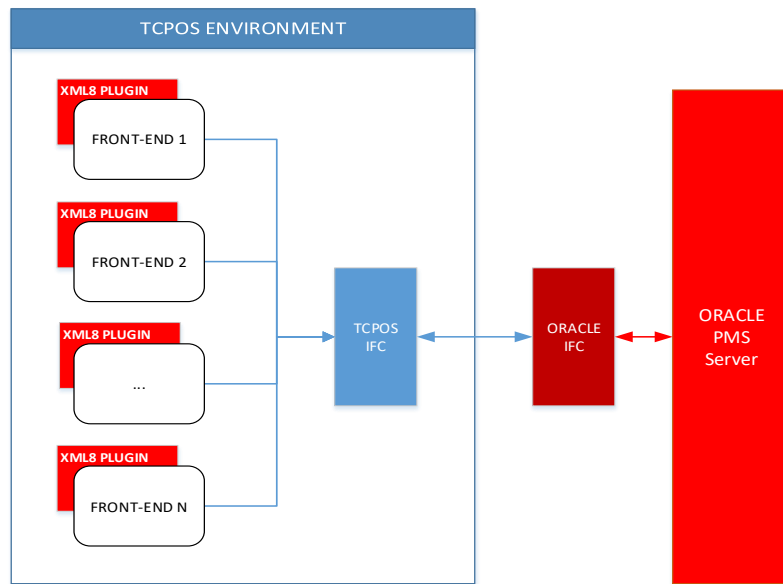 TCPOS ENVIRONMENT
XML8 PLUGIN
FRONT-END 1
XML8 PLUGIN
FRONT-END 2
XML8 PLUGIN
...
XML8 PLUGIN
FRONT-END N
TCPOS
IFC
ORACLE
IFC
ORACLE
PMS
Server